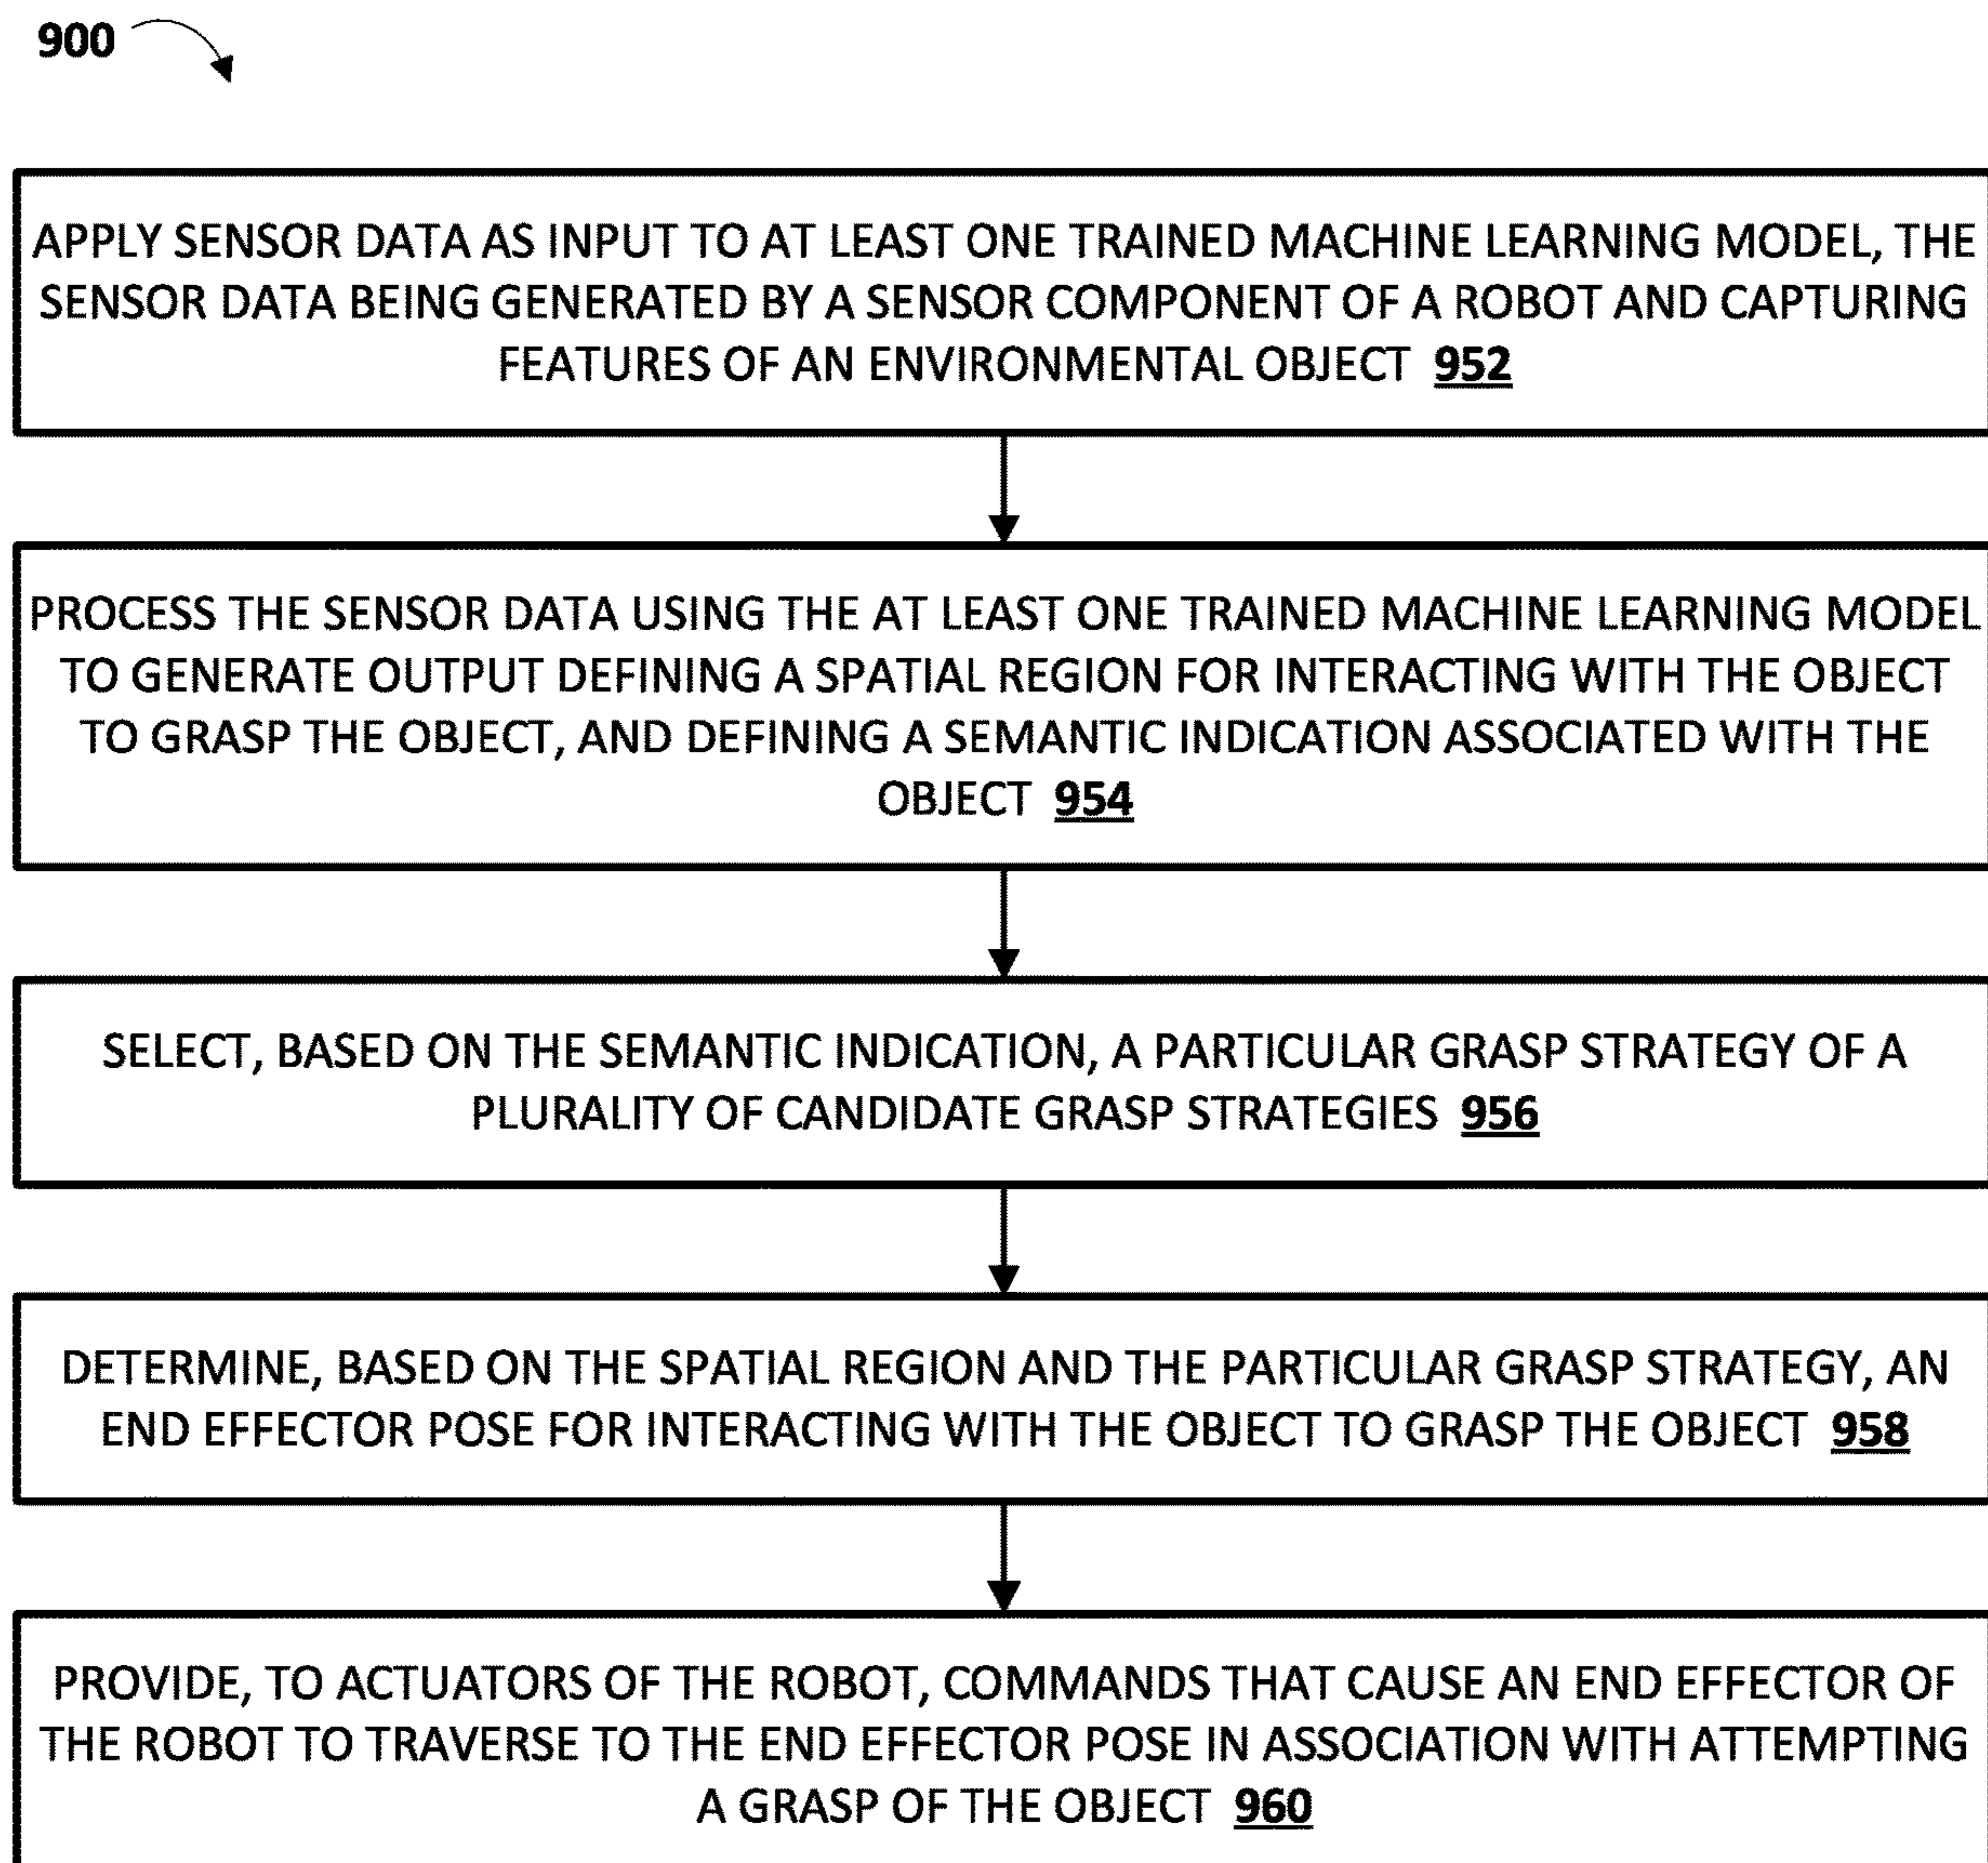 900
APPLY SENSOR DATA AS INPUT TO AT LEAST ONE TRAINED MACHINE LEARNING MODEL, THE
SENSOR DATA BEING GENERATED BY A SENSOR COMPONENT OF A ROBOT AND CAPTURING
FEATURES OF AN ENVIRONMENTAL OBJECT 952
PROCESS THE SENSOR DATA USING THE AT LEAST ONE TRAINED MACHINE LEARNING MODEL
TO GENERATE OUTPUT DEFINING A SPATIAL REGION FOR INTERACTING WITH THE OBJECT
TO GRASP THE OBJECT, AND DEFINING A SEMANTIC INDICATION ASSOCIATED WITH THE
OBJECT 954
SELECT, BASED ON THE SEMANTIC INDICATION, A PARTICULAR GRASP STRATEGY OF A
PLURALITY OF CANDIDATE GRASP STRATEGIES 956
DETERMINE, BASED ON THE SPATIAL REGION AND THE PARTICULAR GRASP STRATEGY, AN
END EFFECTOR POSE FOR INTERACTING WITH THE OBJECT TO GRASP THE OBJECT 958
PROVIDE, TO ACTUATORS OF THE ROBOT, COMMANDS THAT CAUSE AN END EFFECTOR OF
THE ROBOT TO TRAVERSE TO THE END EFFECTOR POSE IN ASSOCIATION WITH ATTEMPTING
A GRASP OF THE OBJECT 960